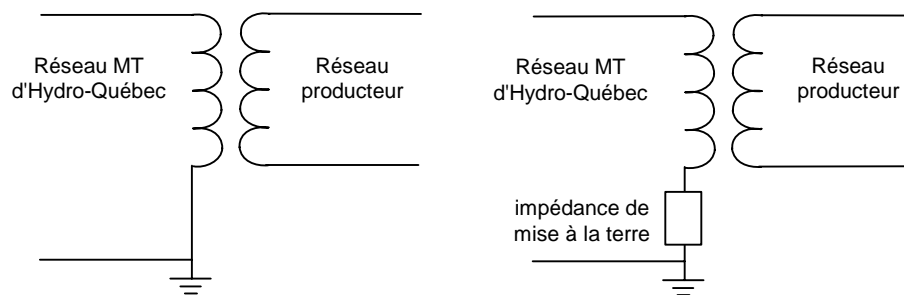 Réseau MT
d'Hydro-Québec
Réseau
producteur
Réseau MT
d'Hydro-Québec
Réseau
producteur
impédance de
mise à la terre